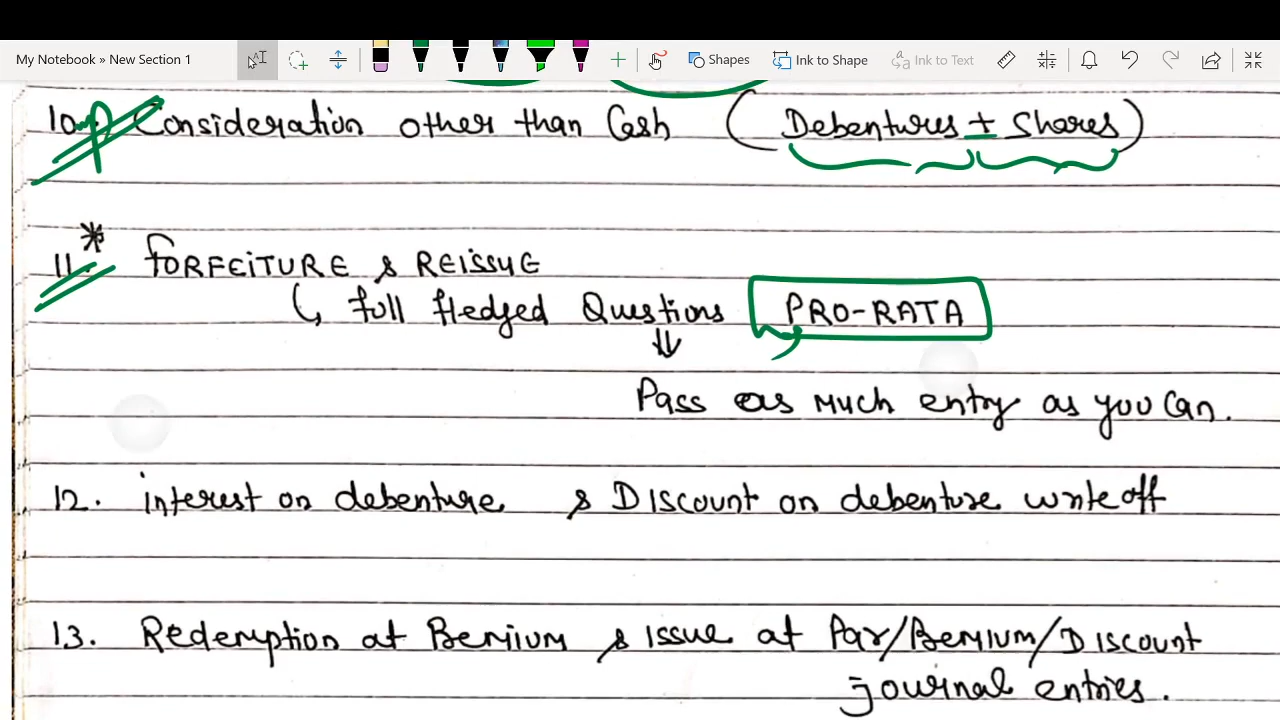 My Notebook » New Section 1
Shapes
Ink to Shape
Ink to Text
10. Consideration other than Cash (Debentures + Shares)
11.* FORFEITURE & REISSUE
full fledged Questions PRO-RATA
Pass as much entry as you can.
12. interest on debenture & Discount on debenture write off
13. Redemption at Premium & issue at Par/Premium/Discount
journal entries.